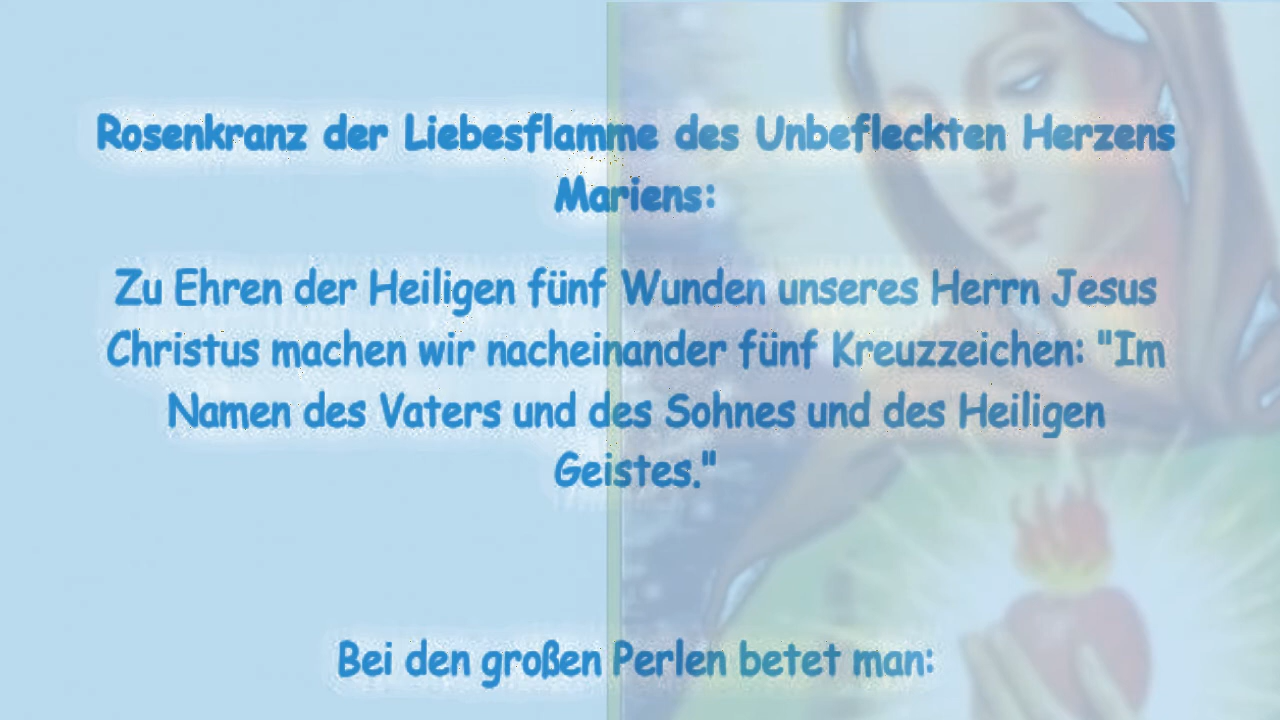 Rosenkranz der Liebesflamme des Unbefleckten Herzens
Mariens:
Zu Ehren der Heiligen fünf Wunden unseres Herrn Jesus
Christus machen wir nacheinander fünf Kreuzzeichen: "Im
Namen des Vaters und des Sohnes und des Heiligen
Geistes."
Bei den großen Perlen betet man: